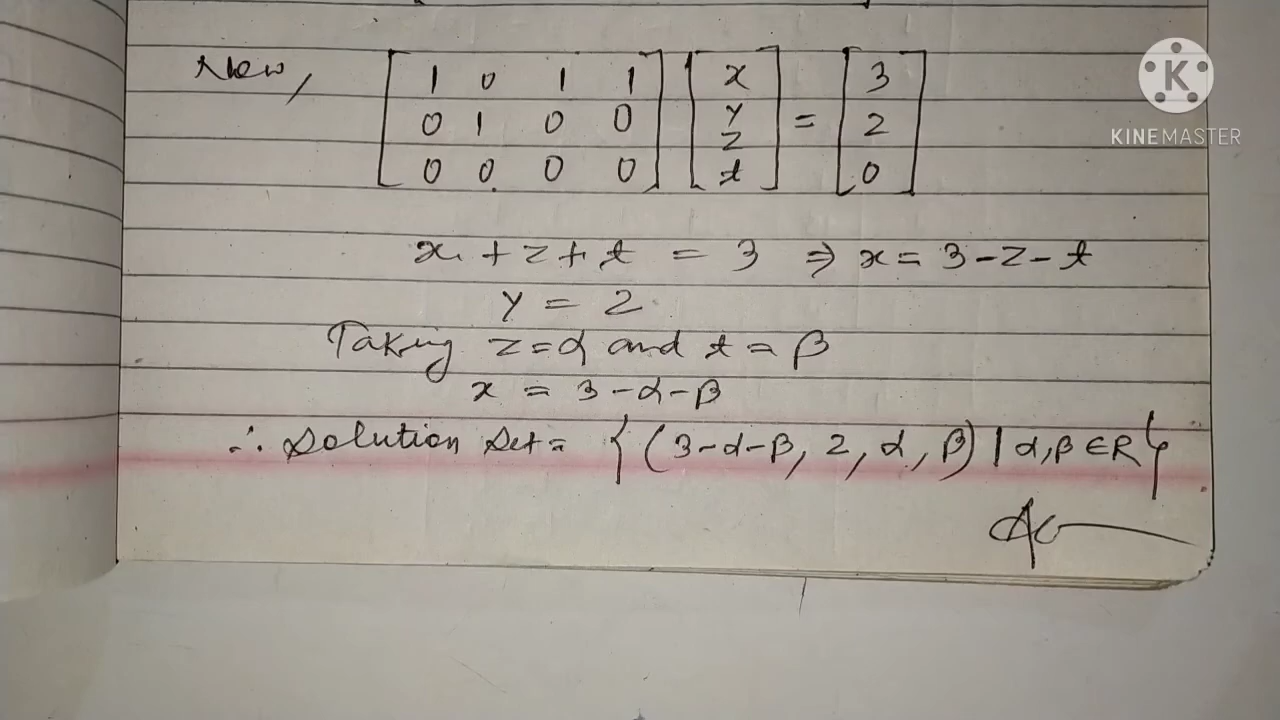 Now,
[1 0 1 1] [x] [3]
[0 1 0 0] [y] = [2]
[0 0 0 0] [z] [0]
[t]
x + z + t = 3 ⇒ x = 3 - z - t
y = 2
Taking z = α and t = β
x = 3 - α - β
∴ solution set = { (3-α-β, 2, α, β) | α, β ∈ R }
K
KINEMASTER